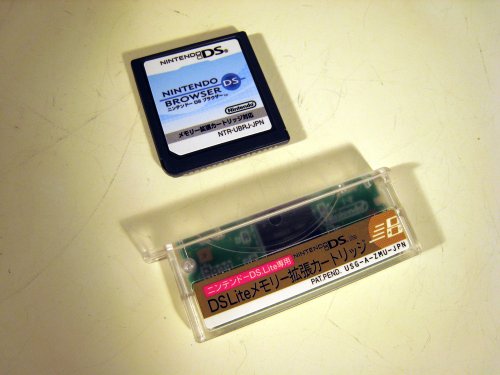 NINTENDO DS
NINTENDO
BROWSER DS
ニンテンドーDSブラウザー
Nintendo
メモリー拡張カートリッジ対応
NTR-UBRJ-JPN
ニンテンドーDS Lite専用
NINTENDO DS Lite
DS Liteメモリー拡張カートリッジ
PAT.PEND. USG-A-ZMU-JPN